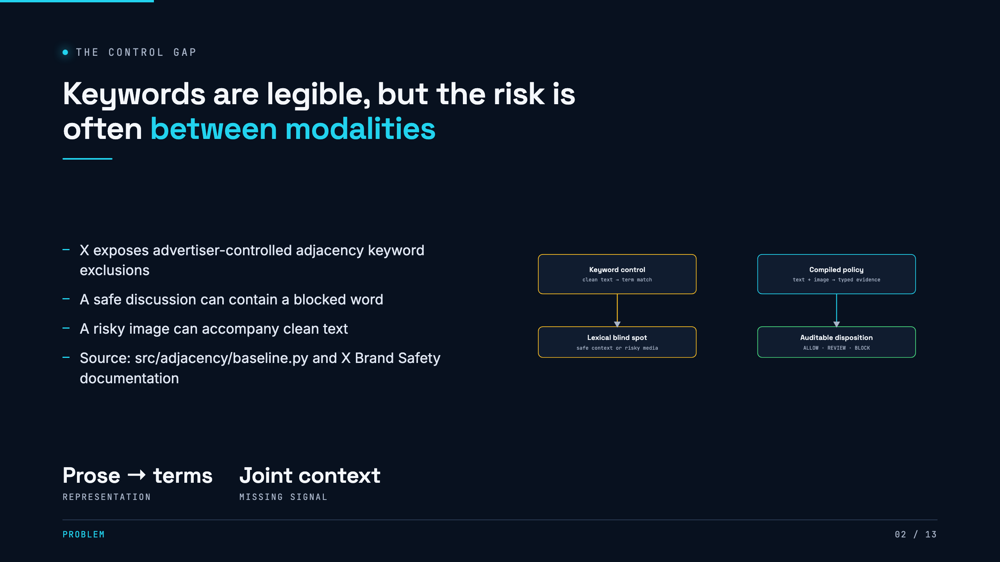 THE CONTROL GAP
Keywords are legible, but the risk is
often between modalities
– X exposes advertiser-controlled adjacency keyword
exclusions
– A safe discussion can contain a blocked word
– A risky image can accompany clean text
– Source: src/adjacency/baseline.py and X Brand Safety
documentation
Keyword control
clean text → term match
Lexical blind spot
safe context or risky media
Compiled policy
text + image → typed evidence
Auditable disposition
ALLOW · REVIEW · BLOCK
Prose → terms
REPRESENTATION
Joint context
MISSING SIGNAL
PROBLEM
02 / 13